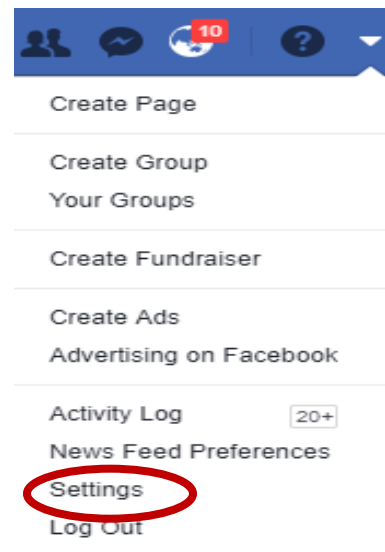 10
?
Create Page
Create Group
Your Groups
Create Fundraiser
Create Ads
Advertising on Facebook
Activity Log 20+
News Feed Preferences
Settings
Log Out